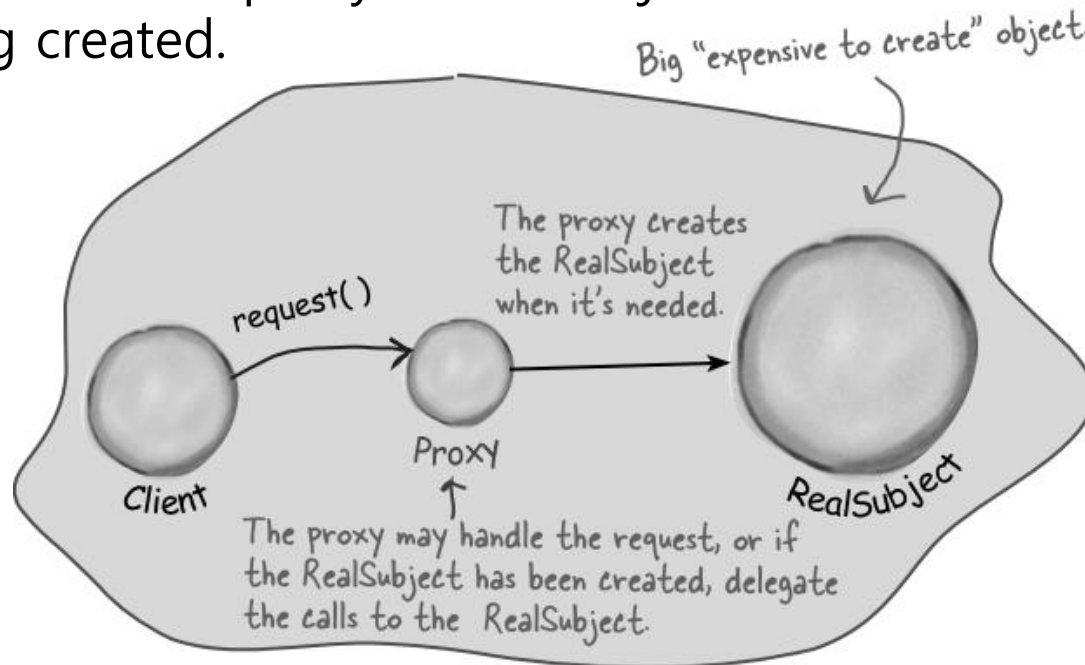 g created.
Big “expensive to create” object.
The proxy creates
the RealSubject
when it's needed.
request()
Proxy
Client
RealSubject
The proxy may handle the request, or if
the RealSubject has been created, delegate
the calls to the RealSubject.